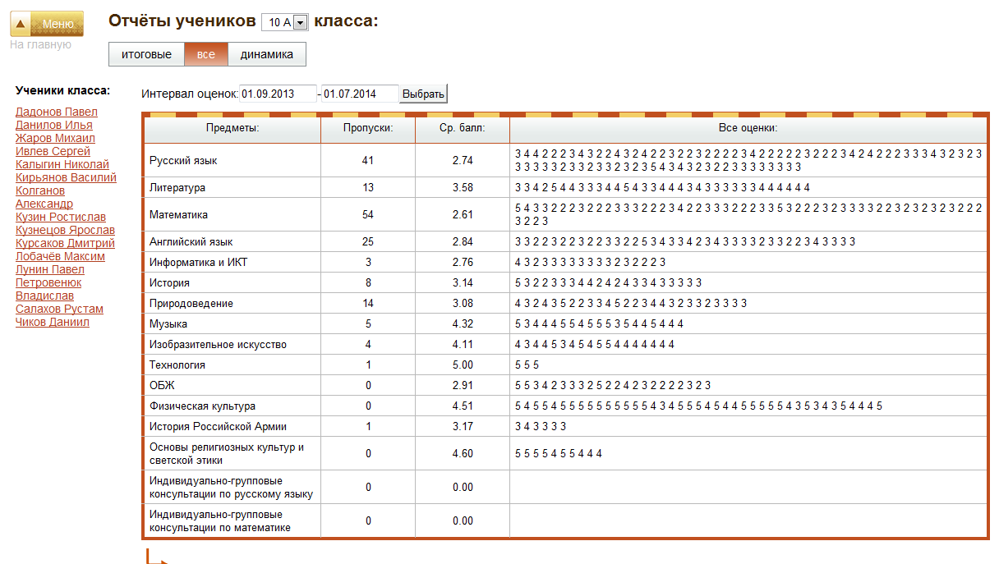 Меню
На главную
Отчёты учеников 10 А класса:
итоговые все динамика
Ученики класса:
Дадонов Павел
Данилов Илья
Жаров Михаил
Ивлев Сергей
Калыгин Николай
Кирьянов Василий
Колганов
Александр
Кузин Ростислав
Кузнецов Ярослав
Курсаков Дмитрий
Лобачёв Максим
Лунин Павел
Петровенюк
Владислав
Салахов Рустам
Чиков Даниил
Интервал оценок: 01.09.2013 - 01.07.2014 Выбрать
Предметы: Пропуски: Ср. балл: Все оценки:
Русский язык 41 2.74 3 4 4 2 2 2 3 4 3 2 2 4 3 2 4 2 2 3 2 2 3 2 2 2 2 3 4 2 2 2 2 2 3 2 2 2 3 4 2 4 2 2 2 3 3 3 4 3 2 3 2 3
3 3 3 3 3 2 3 3 2 3 3 2 3 2 3 5 4 3 4 3 2 3 2 2 3 3 3 3 3 3 3 3
Литература 13 3.58 3 3 4 2 5 4 4 3 3 3 4 4 5 4 3 3 4 4 4 3 4 3 3 3 3 3 3 4 4 4 4 4 4
Математика 54 2.61 5 4 3 3 2 2 2 3 2 2 2 3 3 3 2 2 2 3 4 2 2 3 3 2 2 2 3 3 5 3 2 2 2 3 2 3 3 3 3 2 2 3 2 3 2 3 2 3 2 2 2 2
3 2 2 3
Английский язык 25 2.84 3 3 2 2 3 2 2 3 2 2 3 3 2 2 5 3 4 3 3 4 2 3 4 3 3 3 3 2 3 3 2 2 3 4 3 3 3 3
Информатика и ИКТ 3 2.76 4 3 2 3 3 3 3 3 3 3 2 3 2 2 2 2 3
История 8 3.14 5 3 2 2 3 3 3 4 4 2 4 2 4 3 3 4 3 3 3 3 3
Природоведение 14 3.08 4 3 2 4 3 5 2 2 3 3 4 5 2 2 3 4 4 3 2 3 3 2 3 3 3 3
Музыка 5 4.32 5 3 4 4 4 5 5 4 5 5 5 3 5 4 4 5 4 4 4
Изобразительное искусство 4 4.11 4 3 4 4 5 3 4 5 4 5 5 4 4 4 4 4 4 4
Технология 1 5.00 5 5 5
ОБЖ 0 2.91 5 5 3 4 2 3 3 3 2 5 2 2 4 2 3 2 2 2 2 3 2 3
Физическая культура 0 4.51 5 4 5 5 4 5 5 5 5 5 5 5 5 5 5 4 3 4 5 5 5 4 5 4 4 5 5 5 5 5 4 3 5 3 4 3 5 4 4 4 5
История Российской Армии 1 3.17 3 4 3 3 3 3
Основы религиозных культур и
светской этики 0 4.60 5 5 5 5 4 5 5 4 4 4
Индивидуально-групповые
консультации по русскому языку 0 0.00
Индивидуально-групповые
консультации по математике 0 0.00